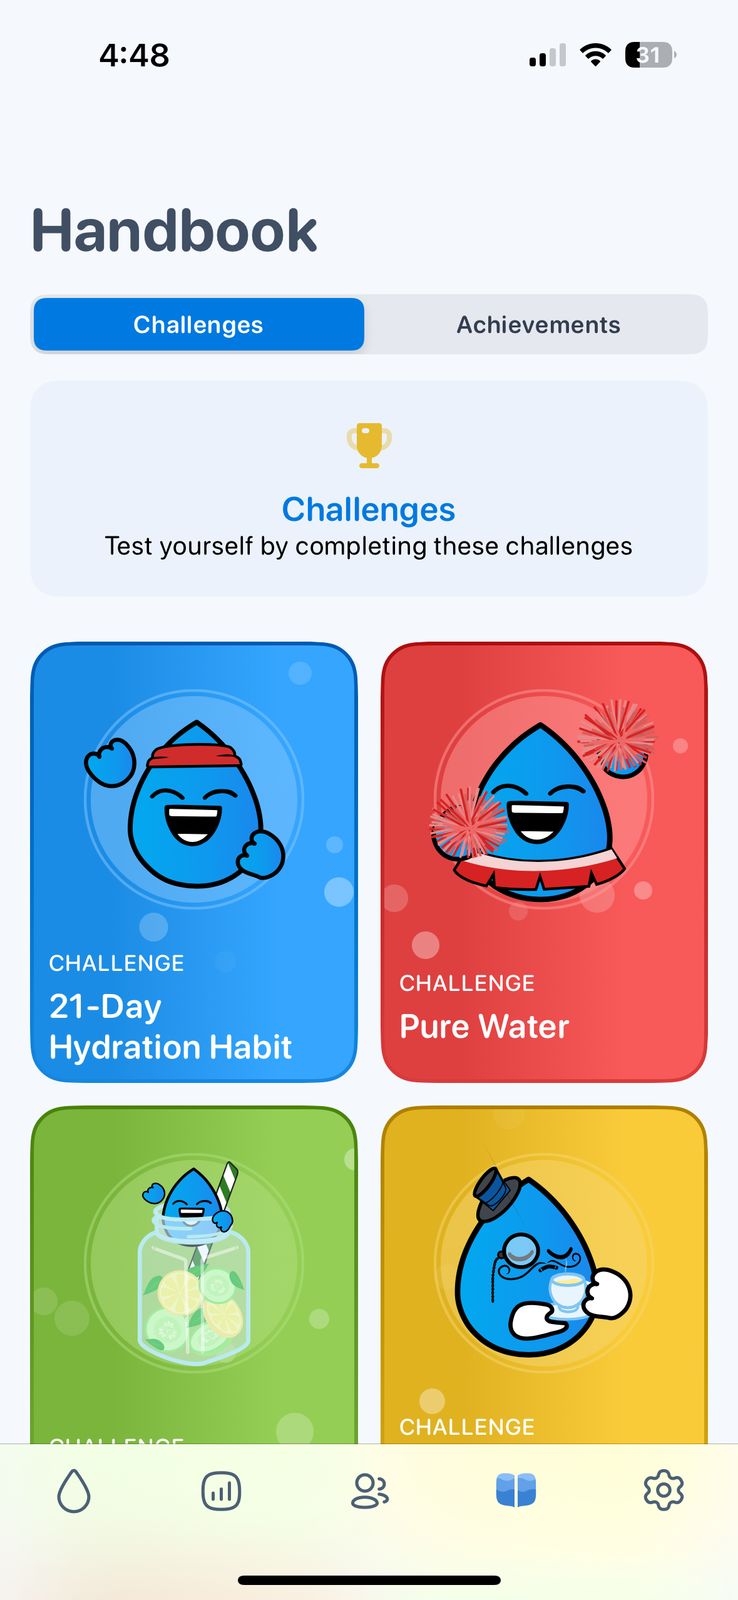 4:48
31
Handbook
Challenges
Achievements
Challenges
Test yourself by completing these challenges
CHALLENGE
21-Day
Hydration Habit
CHALLENGE
Pure Water
CHALLENGE
CHALLENGE